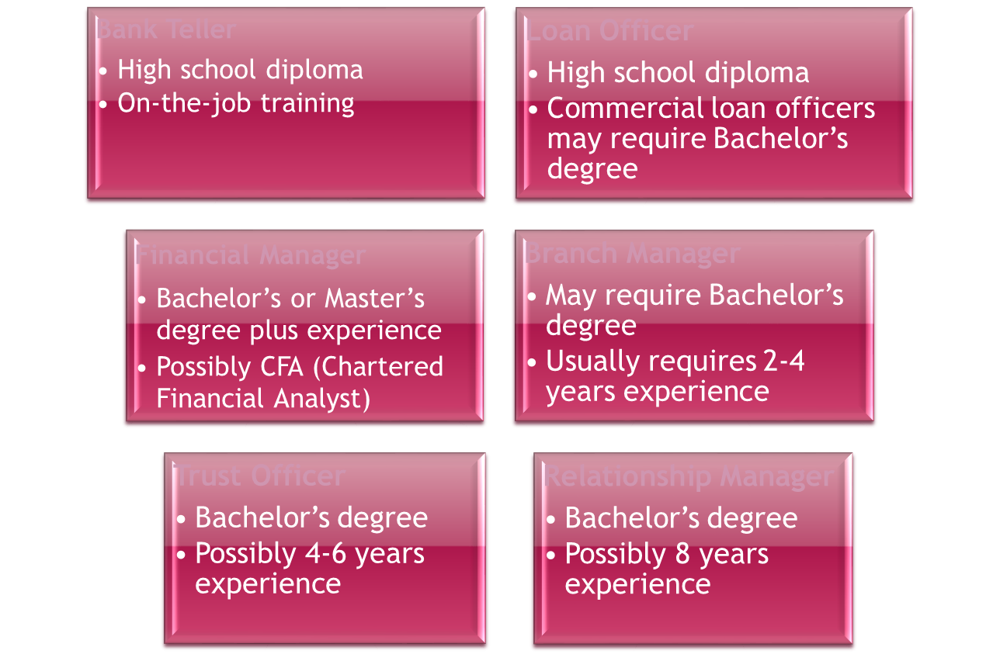 Bank Teller
• High school diploma
• On-the-job training
Loan Officer
• High school diploma
• Commercial loan officers
may require Bachelor’s
degree
Financial Manager
• Bachelor’s or Master’s
degree plus experience
• Possibly CFA (Chartered
Financial Analyst)
Branch Manager
• May require Bachelor’s
degree
• Usually requires 2-4
years experience
Trust Officer
• Bachelor’s degree
• Possibly 4-6 years
experience
Relationship Manager
• Bachelor’s degree
• Possibly 8 years
experience